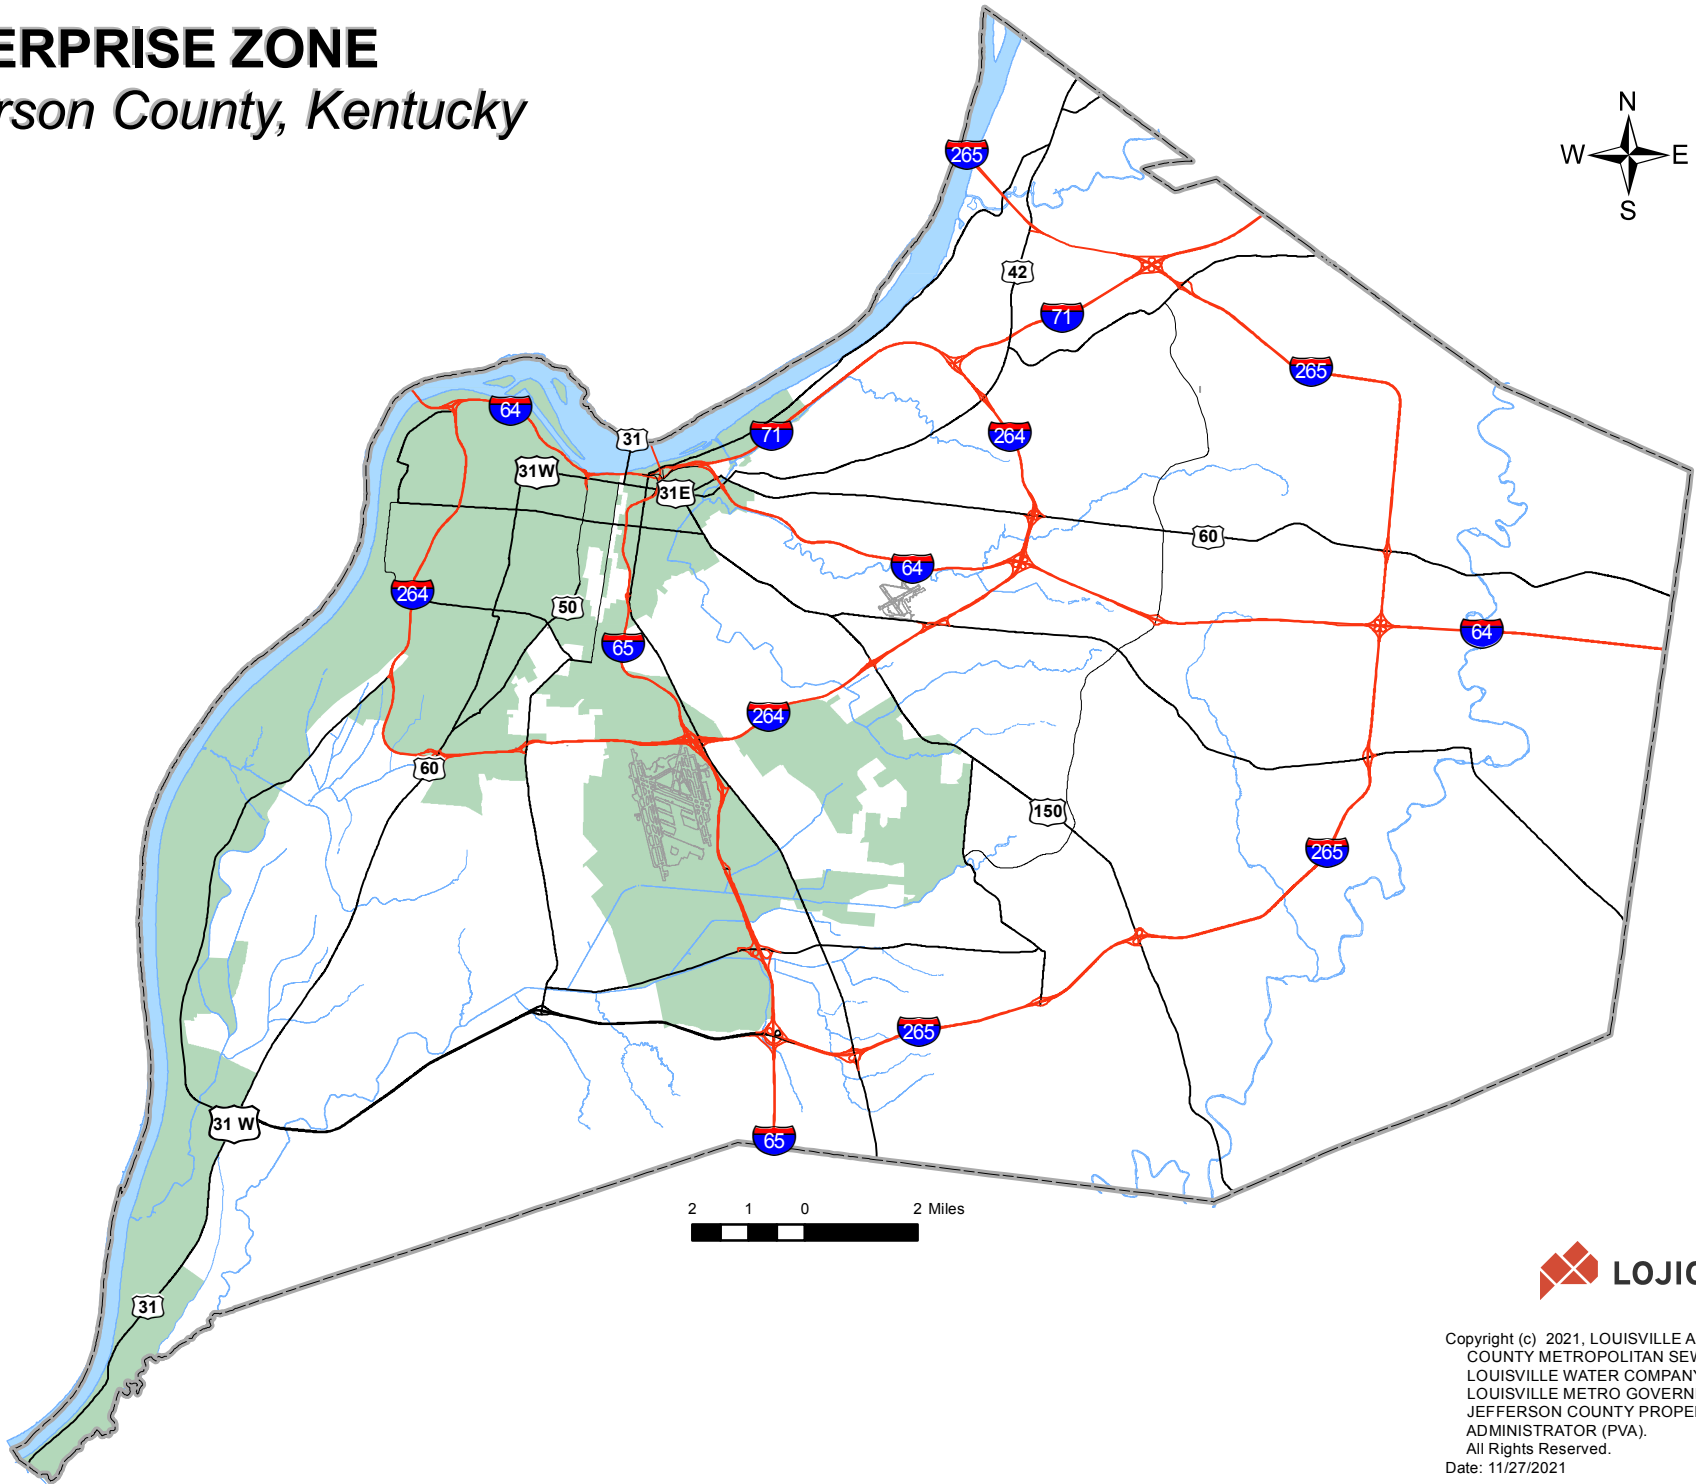 ERPRISE ZONE
rson County, Kentucky
N
W E
S
265
42
71
265
64
31
71
264
31W
31E
60
64
264
50
65
64
264
60
150
265
265
31 W
65
31
2 1 0 2 Miles
LOJIC
Copyright (c) 2021, LOUISVILLE A
COUNTY METROPOLITAN SEW
LOUISVILLE WATER COMPANY
LOUISVILLE METRO GOVERN
JEFFERSON COUNTY PROPE
ADMINISTRATOR (PVA).
All Rights Reserved.
Date: 11/27/2021